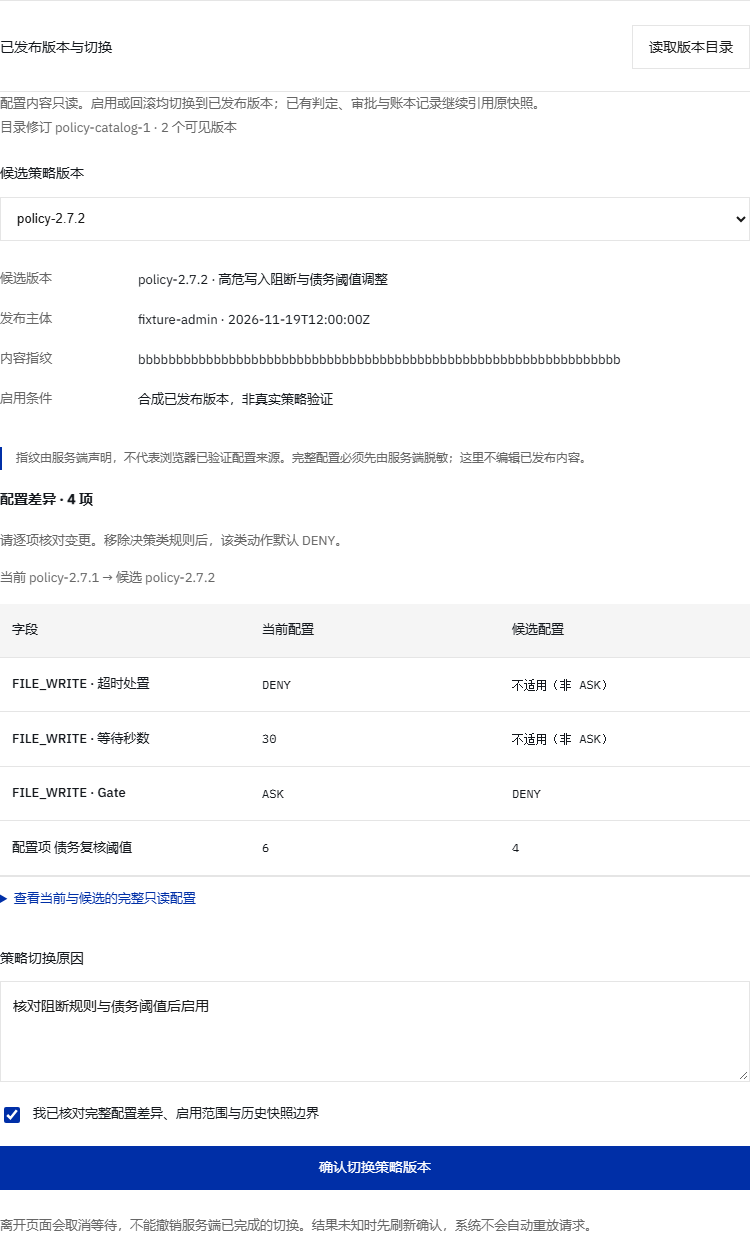 已发布版本与切换
读取版本目录
配置内容只读。启用或回滚均切换到已发布版本；已有判定、审批与账本记录继续引用原快照。
目录修订 policy-catalog-1 · 2 个可见版本
候选策略版本
policy-2.7.2
候选版本 policy-2.7.2 · 高危写入阻断与债务阈值调整
发布主体 fixture-admin · 2026-11-19T12:00:00Z
内容指纹 bbbbbbbbbbbbbbbbbbbbbbbbbbbbbbbbbbbbbbbbbbbbbbbbbbbbbbbbbbbbbbbb
启用条件 合成已发布版本，非真实策略验证
指纹由服务端声明，不代表浏览器已验证配置来源。完整配置必须先由服务端脱敏；这里不编辑已发布内容。
配置差异 · 4 项
请逐项核对变更。移除决策类规则后，该类动作默认 DENY。
当前 policy-2.7.1 → 候选 policy-2.7.2
字段 当前配置 候选配置
FILE_WRITE · 超时处置 DENY 不适用（非 ASK）
FILE_WRITE · 等待秒数 30 不适用（非 ASK）
FILE_WRITE · Gate ASK DENY
配置项 债务复核阈值 6 4
查看当前与候选的完整只读配置
策略切换原因
核对阻断规则与债务阈值后启用
我已核对完整配置差异、启用范围与历史快照边界
确认切换策略版本
离开页面会取消等待，不能撤销服务端已完成的切换。结果未知时先刷新确认，系统不会自动重放请求。